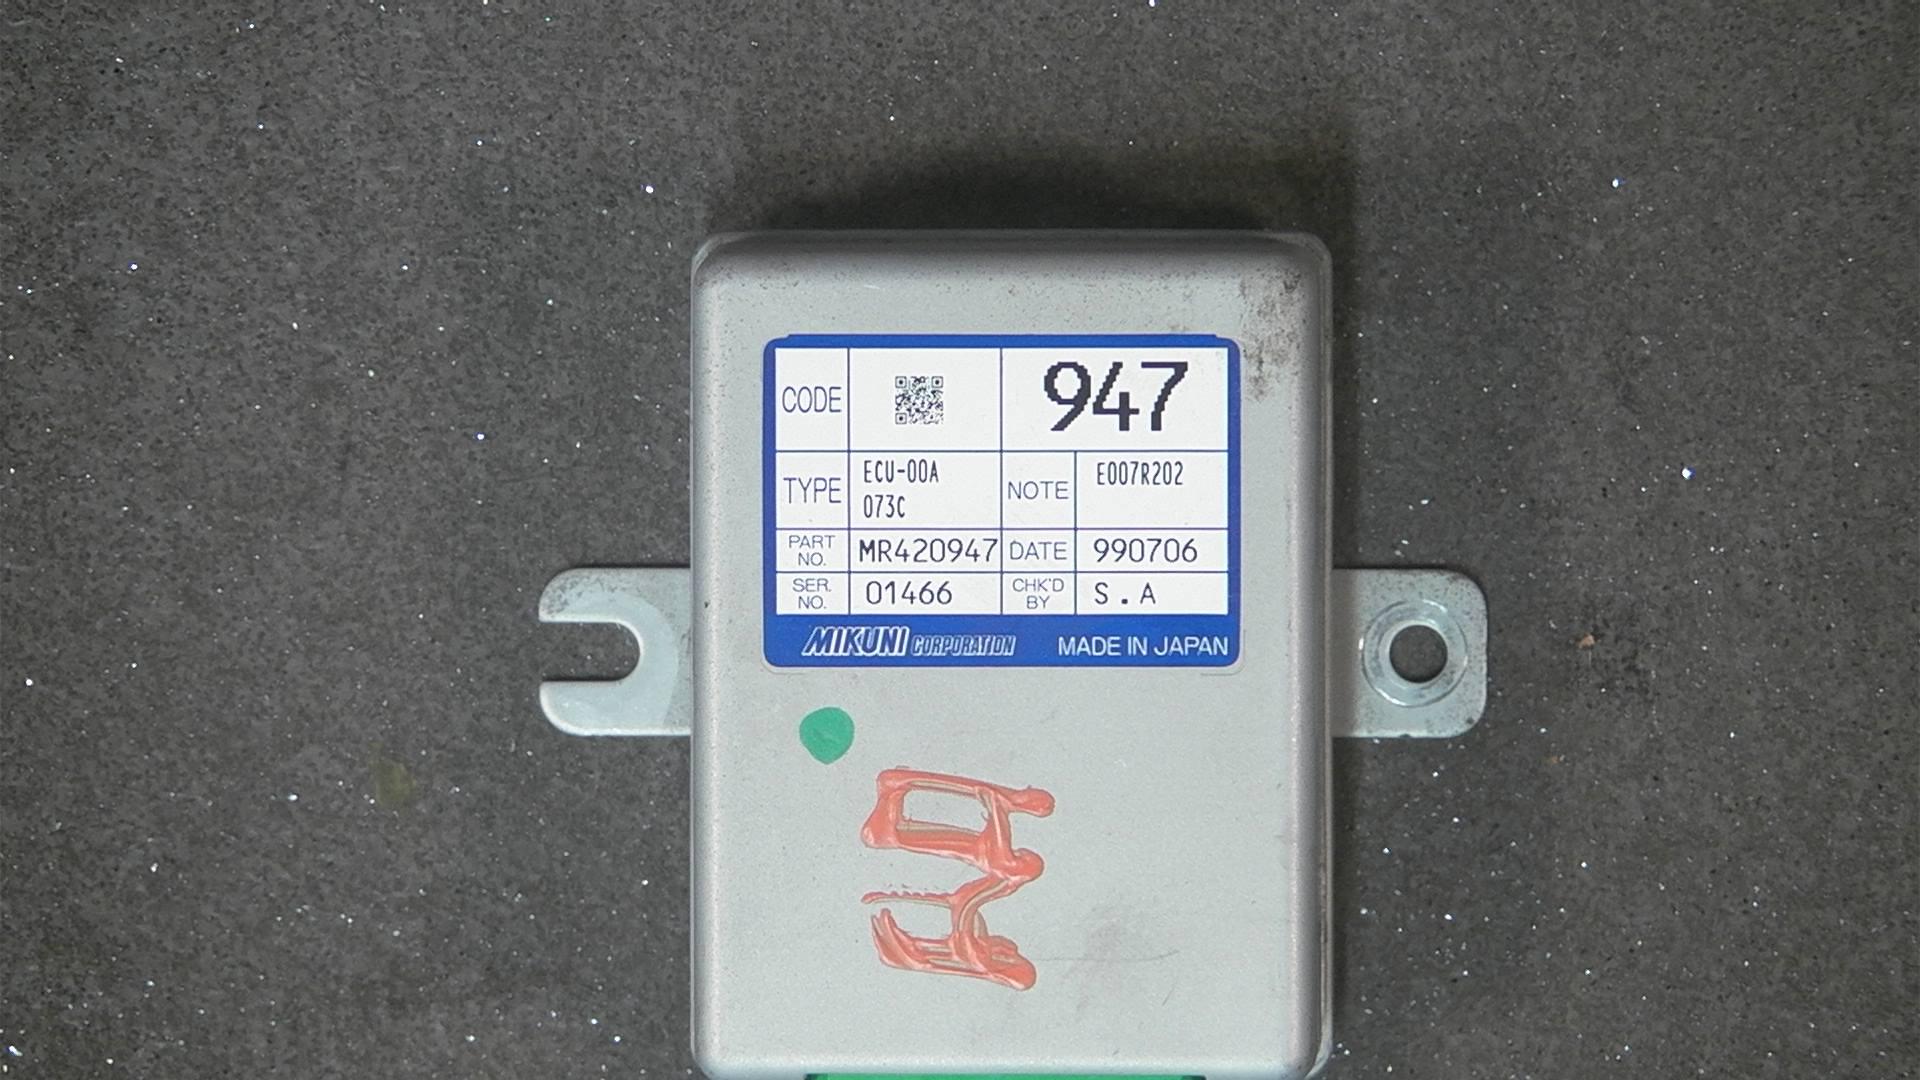 CODE 947
TYPE ECU-00A NOTE E007R202
073C
PART NO. MR420947 DATE 990706
SER. NO. 01466 CHK'D BY S.A
MIKUNI CORPORATION MADE IN JAPAN